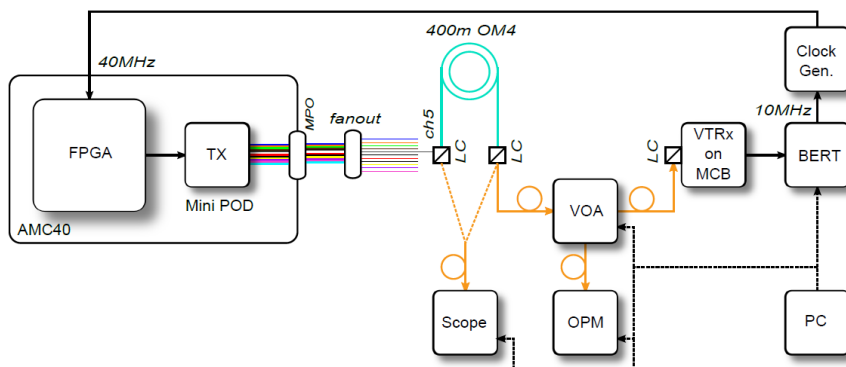 400m OM4
40MHz
Clock
Gen.
MPO
fanout
ch5
10MHz
FPGA
TX
LC
LC
LC
VTRx
on
MCB
BERT
Mini POD
VOA
AMC40
Scope
OPM
PC